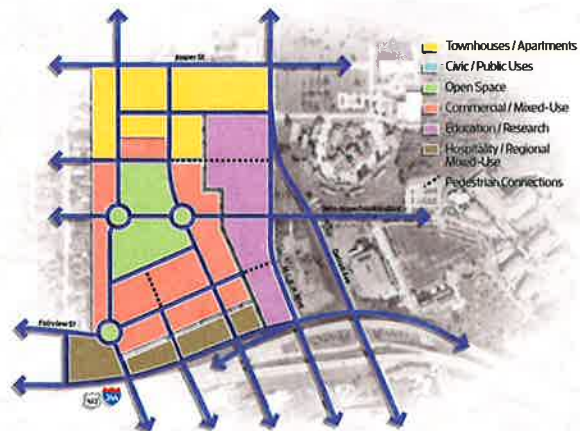 Jasper St
Townhouses / Apartments
Civic / Public Uses
Open Space
Commercial / Mixed-Use
Education / Research
Hospitality / Regional
Mixed-Use
Pedestrian Connections
Fairview St